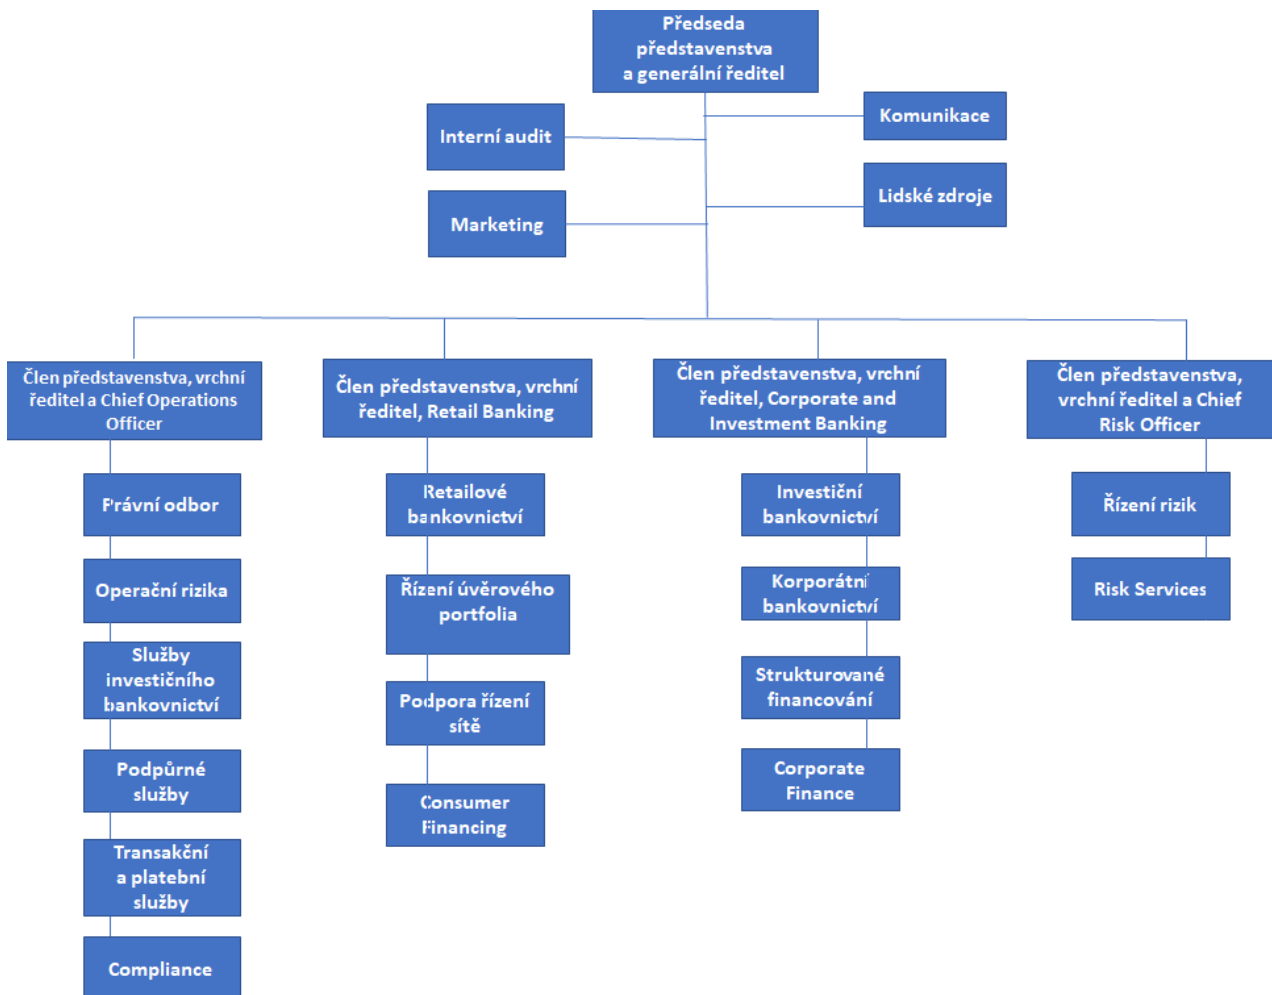 Předseda
představenstva
a generální ředitel
Komunikace
Interní audit
Lidské zdroje
Marketing
Člen představenstva, vrchní
ředitel a Chief Operations
Officer
Člen představenstva, vrchní
ředitel, Retail Banking
Člen představenstva, vrchní
ředitel, Corporate and
Investment Banking
Člen představenstva,
vrchní ředitel a Chief
Risk Officer
Právní odbor
Operační rizika
Služby
investičního
bankovnictví
Podpůrné
služby
Transakční
a platební
služby
Compliance
Retailové
bankovnictví
Řízení úvěrového
portfolia
Podpora řízení
sítě
Consumer
Financing
Investiční
bankovnictví
Korporátní
bankovnictví
Strukturované
financování
Corporate
Finance
Řízení rizik
Risk Services